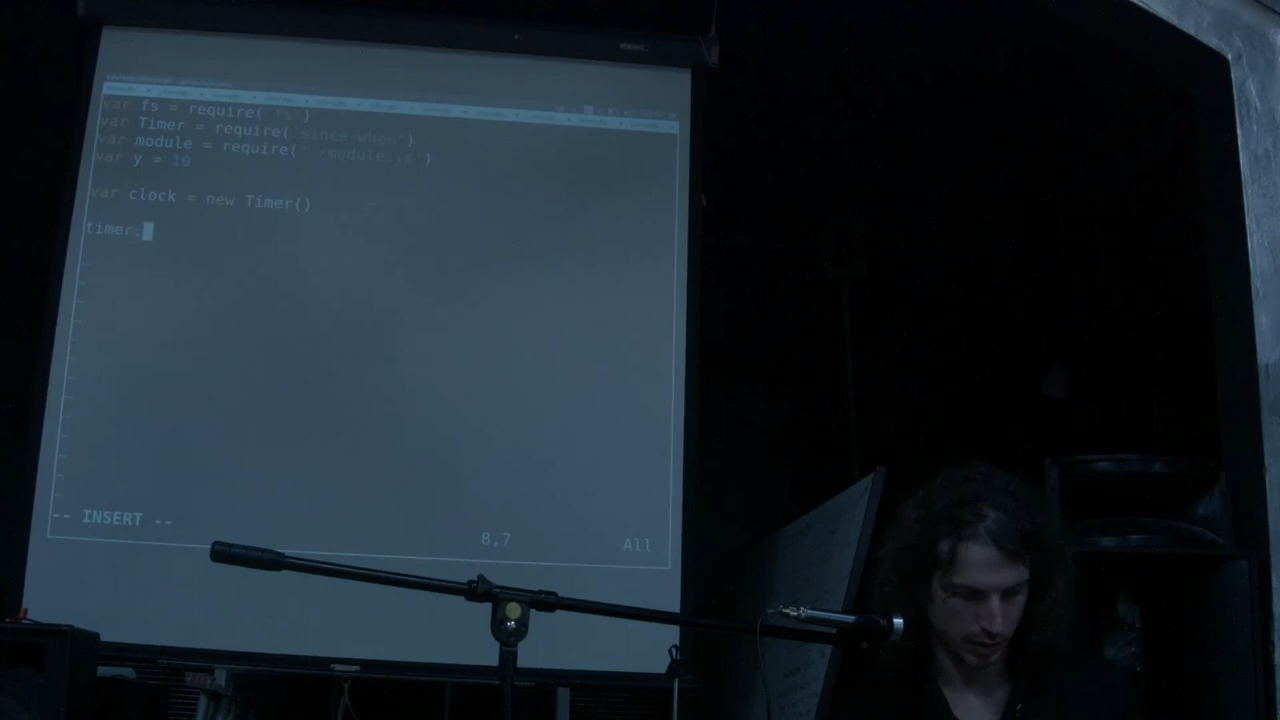 var fs = require('fs')
var Timer = require('since-when')
var module = require('./module.js')
var y = 10
var clock = new Timer()
timer.
~
~
~
~
~
~
~
~
~
~
~
~
~
-- INSERT --
8,7
All